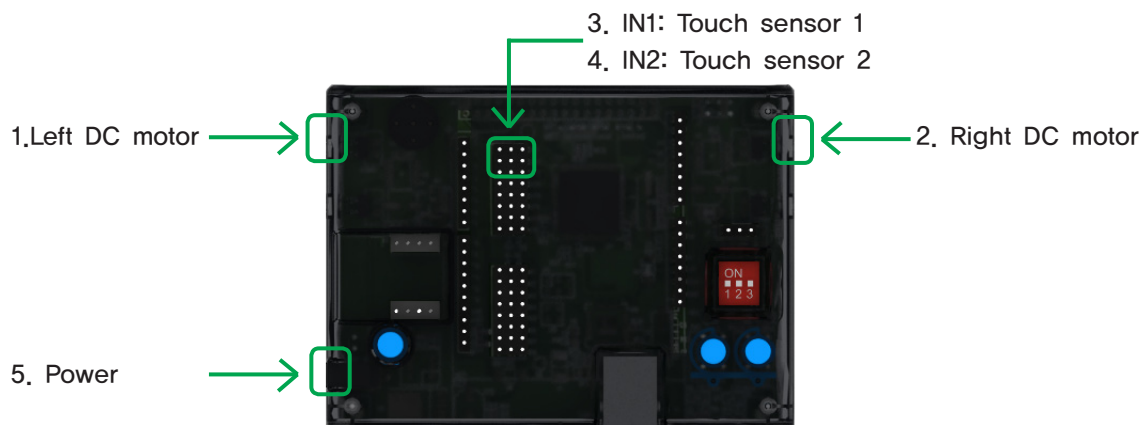 3. IN1: Touch sensor 1
4. IN2: Touch sensor 2
1.Left DC motor
2. Right DC motor
ON
1 2 3
5. Power